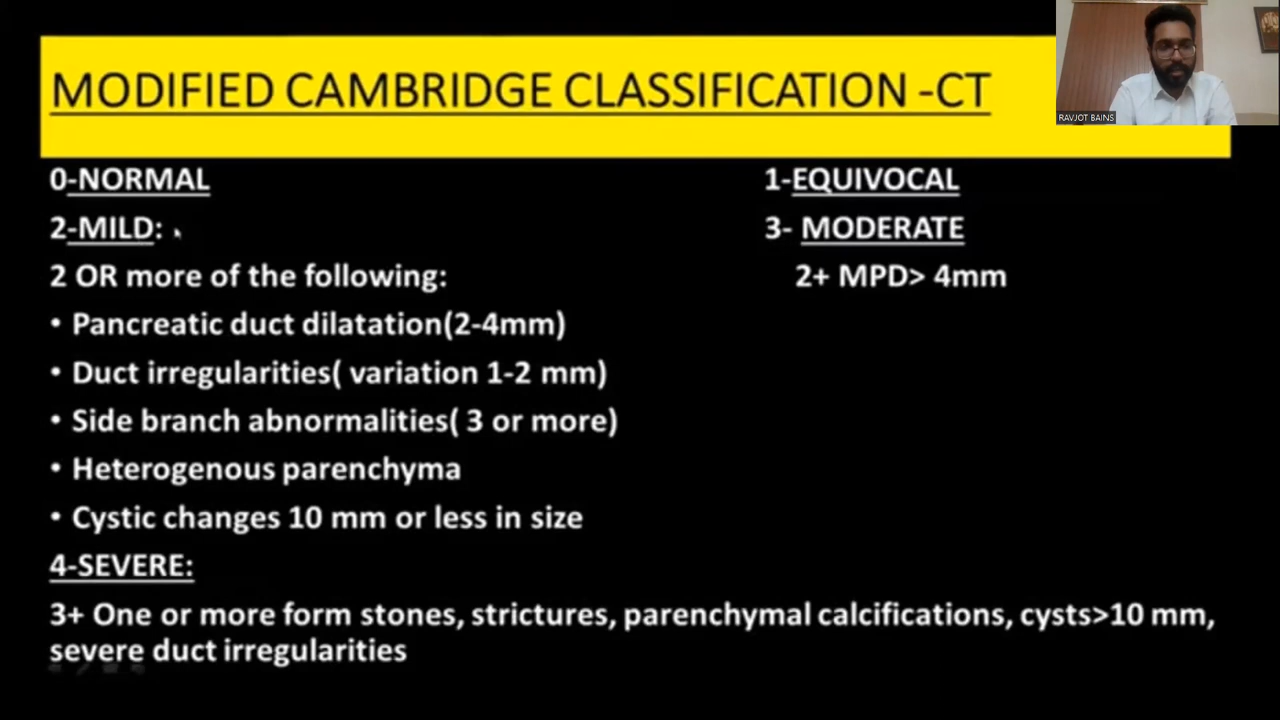 MODIFIED CAMBRIDGE CLASSIFICATION -CT
RAVJOT BAINS
0-NORMAL
1-EQUIVOCAL
2-MILD:
3- MODERATE
2 OR more of the following:
2+ MPD> 4mm
• Pancreatic duct dilatation(2-4mm)
• Duct irregularities( variation 1-2 mm)
• Side branch abnormalities( 3 or more)
• Heterogenous parenchyma
• Cystic changes 10 mm or less in size
4-SEVERE:
3+ One or more form stones, strictures, parenchymal calcifications, cysts>10 mm,
severe duct irregularities